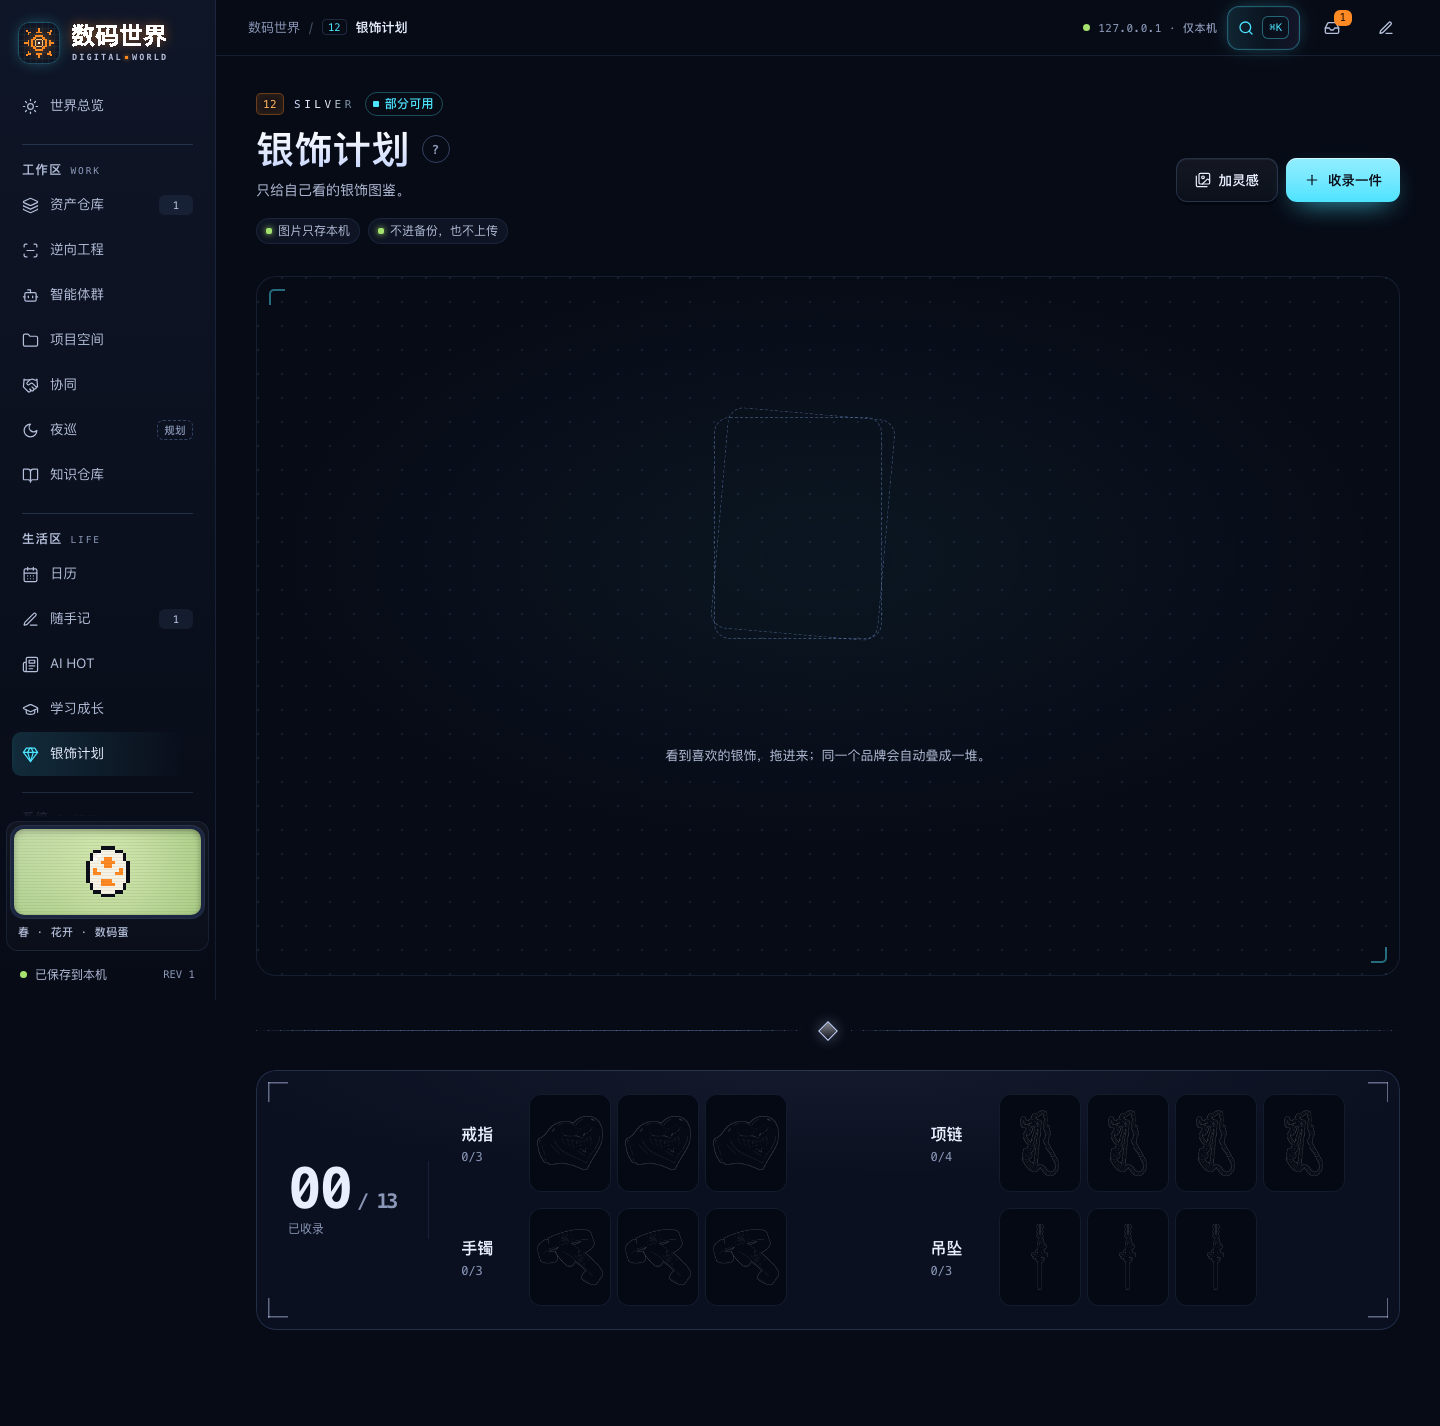 数码世界
DIGITAL WORLD
世界总览
工作区 WORK
资产仓库 1
逆向工程
智能体群
项目空间
协同
夜巡 规划
知识仓库
生活区 LIFE
日历
随手记 1
AI HOT
学习成长
银饰计划
春 · 花开 · 数码蛋
已保存到本机 REV 1
数码世界 / 12 银饰计划
127.0.0.1 · 仅本机
⌘K
1
12 SILVER 部分可用
银饰计划 ?
只给自己看的银饰图鉴。
图片只存本机 不进备份，也不上传
加灵感
+ 收录一件
看到喜欢的银饰，拖进来；同一个品牌会自动叠成一堆。
00 / 13
已收录
戒指
0/3
项链
0/4
手镯
0/3
吊坠
0/3